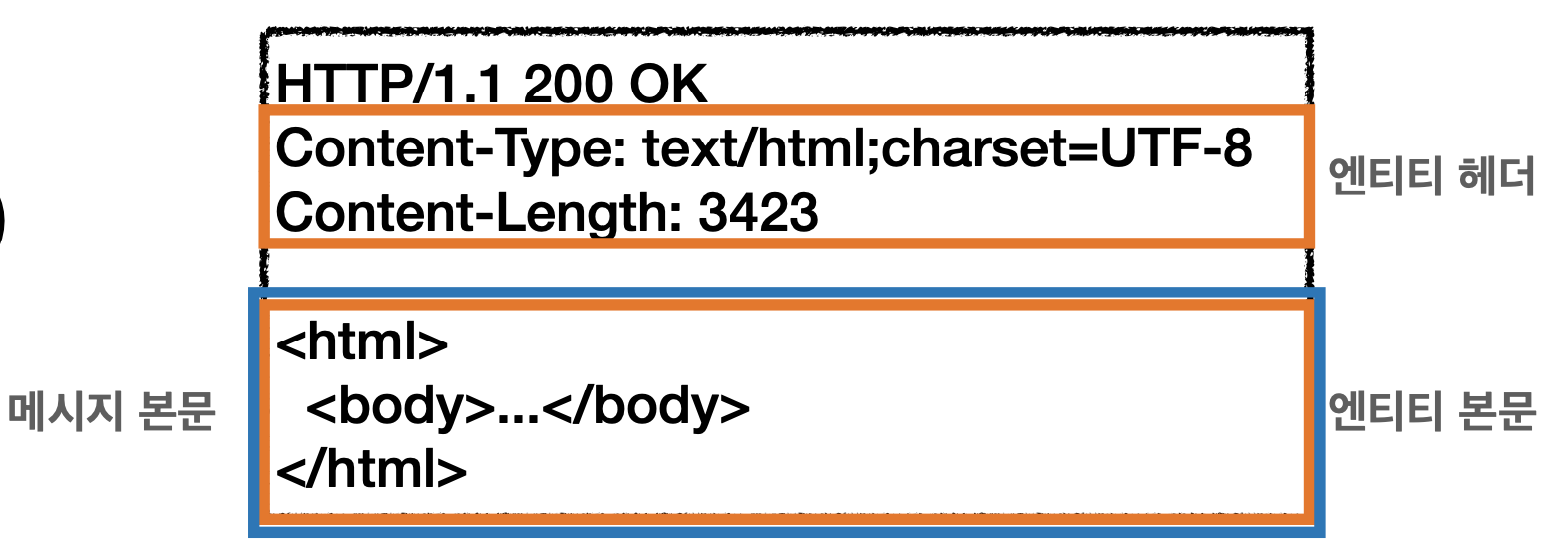 HTTP/1.1 200 OK
Content-Type: text/html;charset=UTF-8
Content-Length: 3423
엔티티 헤더
<html>
<body>...</body>
</html>
메시지 본문
엔티티 본문